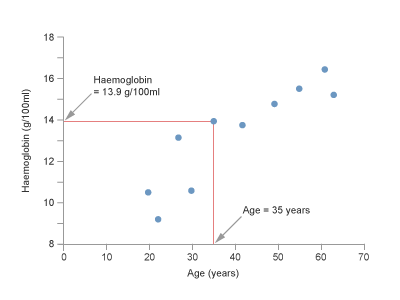 18
16
14
12
10
8
Haemoglobin (g/100ml)
Haemoglobin
= 13.9 g/100ml
Age = 35 years
0 10 20 30 40 50 60 70
Age (years)